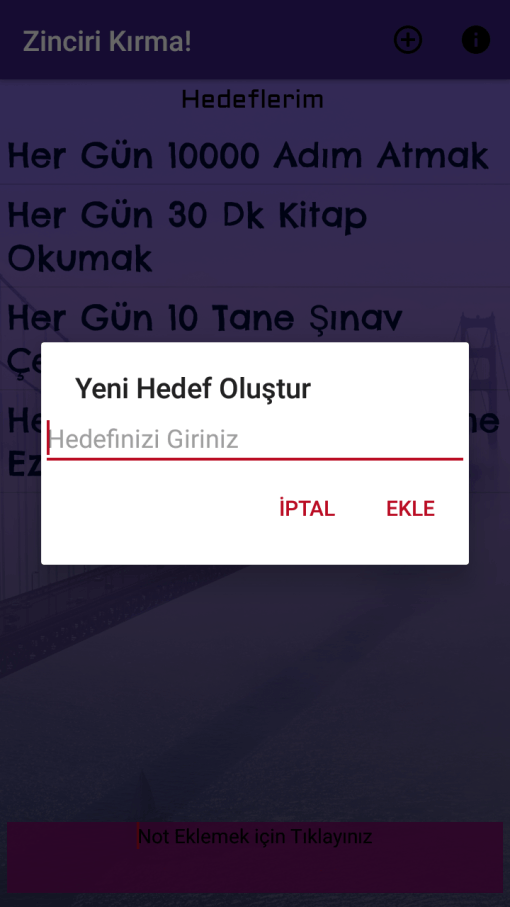 Zinciri Kırma!
Hedeflerim
Her Gün 10000 Adım Atmak
Her Gün 30 Dk Kitap
Okumak
Her Gün 10 Tane Şınav
Yeni Hedef Oluştur
Hedefinizi Giriniz
İPTAL EKLE
Not Eklemek için Tıklayınız